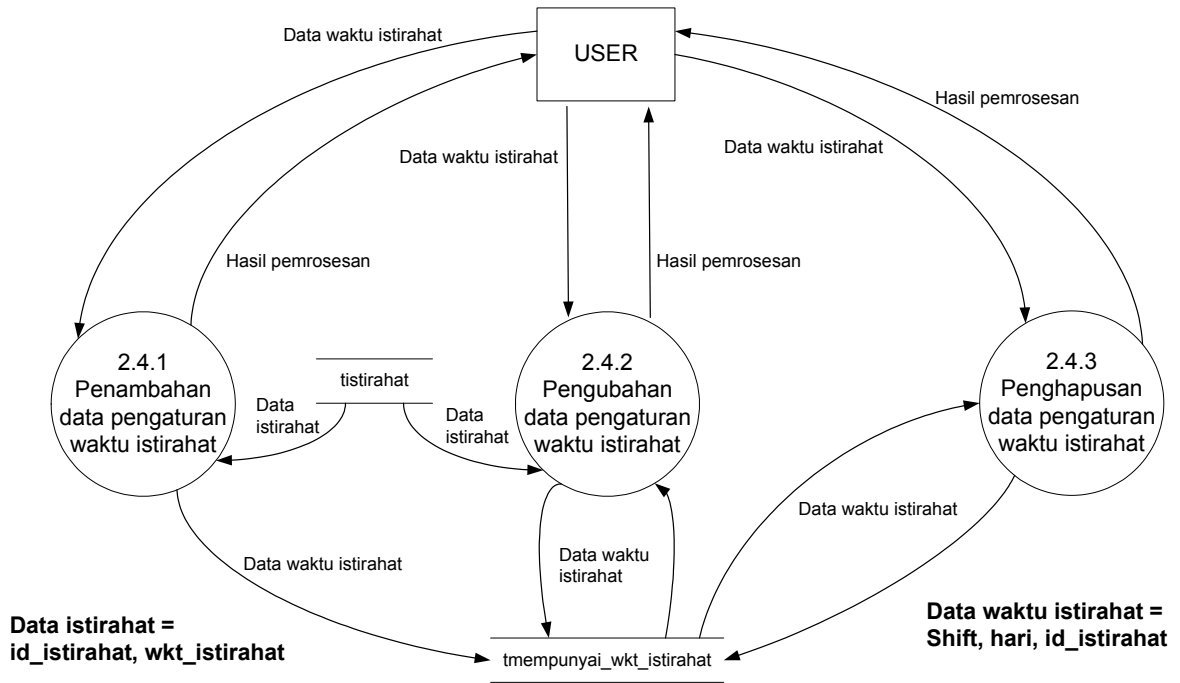 Data waktu istirahat
USER
Hasil pemrosesan
Data waktu istirahat
Data waktu istirahat
Hasil pemrosesan
Hasil pemrosesan
2.4.1
Penambahan
data pengaturan
waktu istirahat
tistirahat
Data
istirahat
Data
istirahat
2.4.2
Pengubahan
data pengaturan
waktu istirahat
2.4.3
Penghapusan
data pengaturan
waktu istirahat
Data waktu istirahat
Data waktu
istirahat
Data waktu istirahat
Data istirahat =
id_istirahat, wkt_istirahat
tmempunyai_wkt_istirahat
Data waktu istirahat =
Shift, hari, id_istirahat